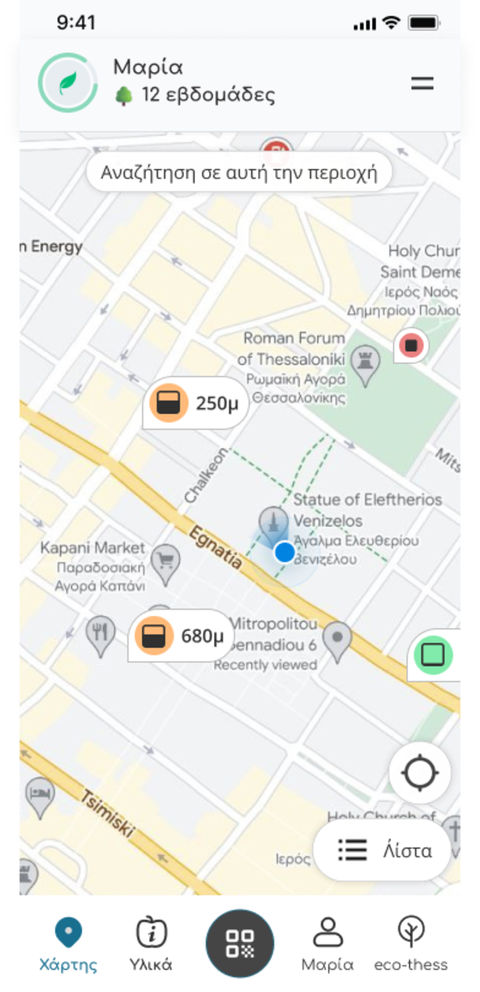 9:41
Μαρία
12 εβδομάδες
Αναζήτηση σε αυτή την περιοχή
n Energy
Holy Chur
Saint Deme
Ιερός Ναός
Δημητρίου Πολιού
Roman Forum
of Thessaloniki
Ρωμαϊκή Αγορά
Θεσσαλονίκης
250μ
Chalkeon
Mits
Statue of Eleftherios
Venizelos
Άγαλμα Ελευθερίου
Βενιζέλου
Egnatia
Kapani Market
Παραδοσιακή
Αγορά Καπάνι
680μ
Mitropolitou
Gennadiou 6
Recently viewed
Tsimiski
Holy Church of
Ιερός
Λίστα
Χάρτης
Υλικά
Μαρία
eco-thess